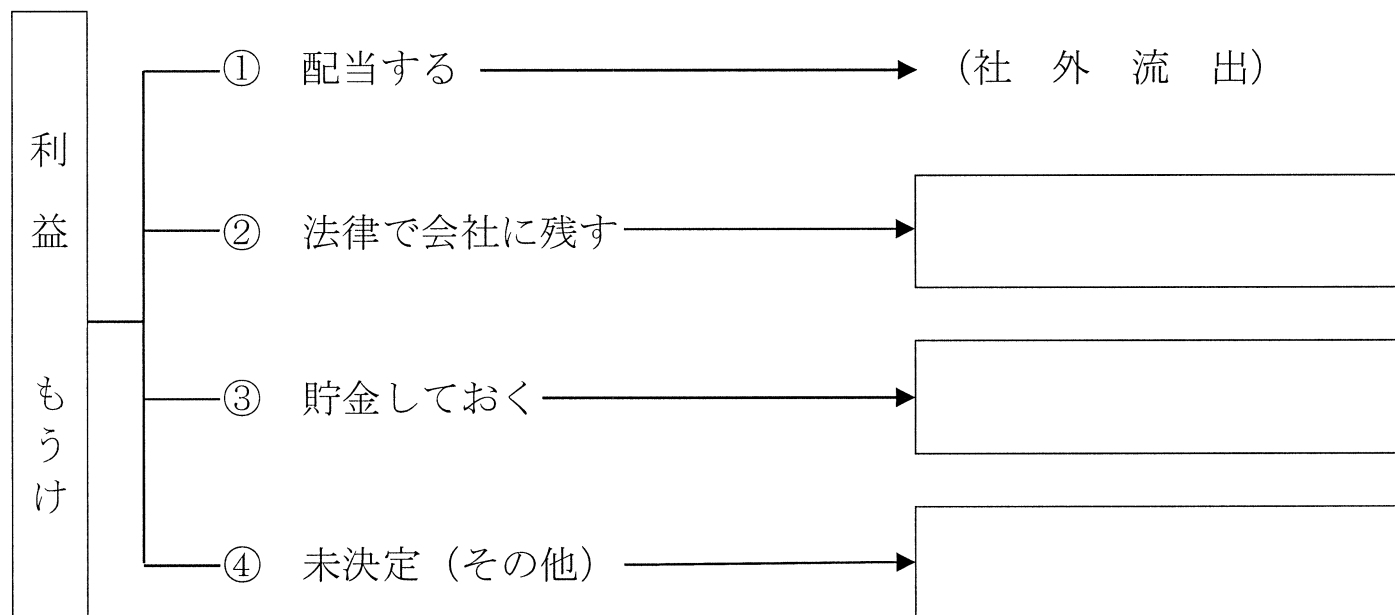 利益 もうけ
① 配当する (社 外 流 出)
② 法律で会社に残す
③ 貯金しておく
④ 未決定 (その他)